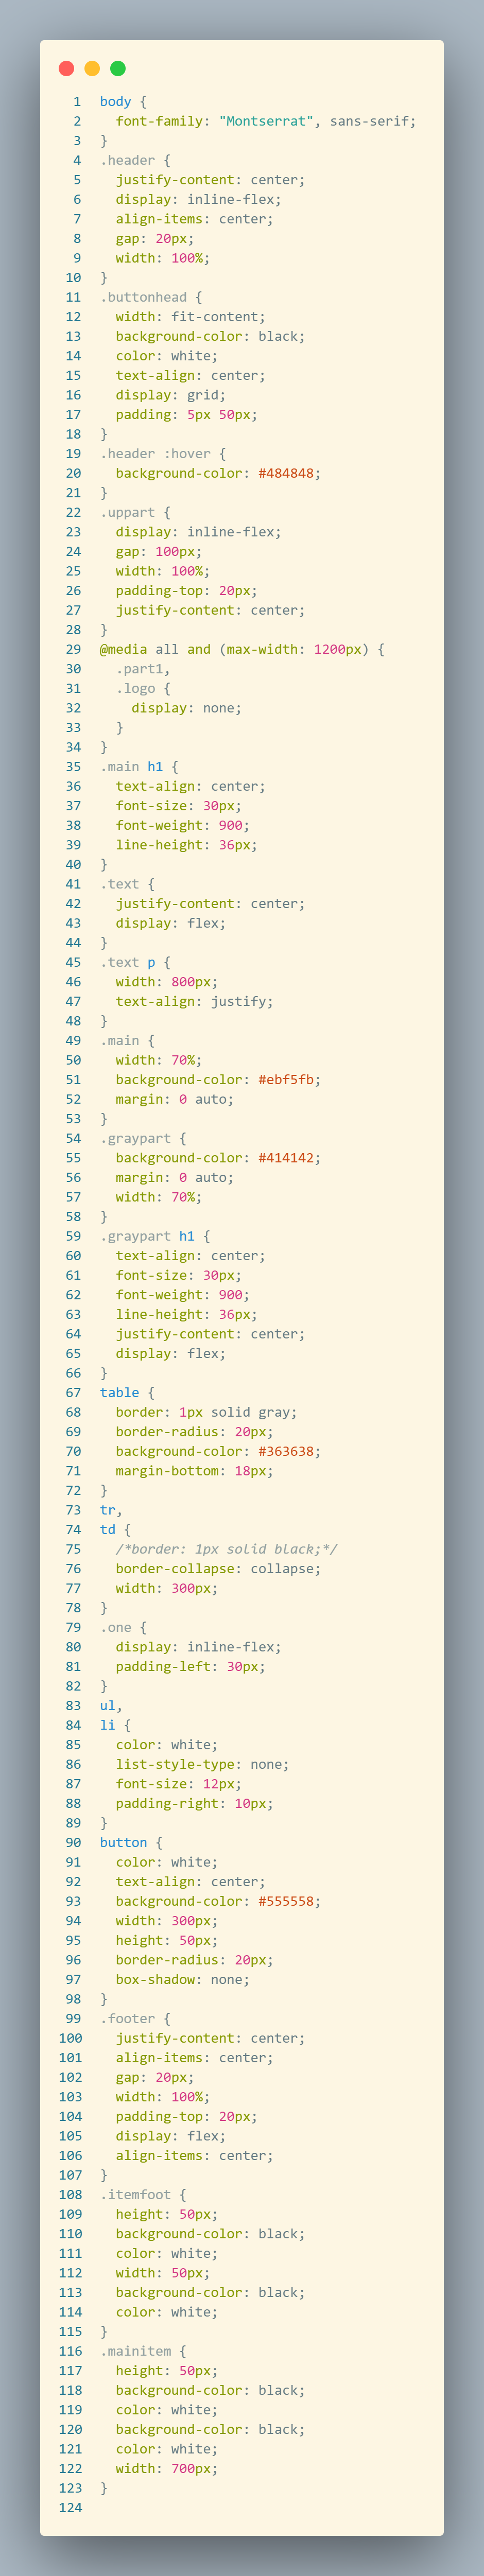 1 body {
2   font-family: "Montserrat", sans-serif;
3 }
4 .header {
5   justify-content: center;
6   display: inline-flex;
7   align-items: center;
8   gap: 20px;
9   width: 100%;
10 }
11 .buttonhead {
12   width: fit-content;
13   background-color: black;
14   color: white;
15   text-align: center;
16   display: grid;
17   padding: 5px 50px;
18 }
19 .header :hover {
20   background-color: #484848;
21 }
22 .uppart {
23   display: inline-flex;
24   gap: 100px;
25   width: 100%;
26   padding-top: 20px;
27   justify-content: center;
28 }
29 @media all and (max-width: 1200px) {
30   .part1,
31   .logo {
32     display: none;
33   }
34 }
35 .main h1 {
36   text-align: center;
37   font-size: 30px;
38   font-weight: 900;
39   line-height: 36px;
40 }
41 .text {
42   justify-content: center;
43   display: flex;
44 }
45 .text p {
46   width: 800px;
47   text-align: justify;
48 }
49 .main {
50   width: 70%;
51   background-color: #ebf5fb;
52   margin: 0 auto;
53 }
54 .graypart {
55   background-color: #414142;
56   margin: 0 auto;
57   width: 70%;
58 }
59 .graypart h1 {
60   text-align: center;
61   font-size: 30px;
62   font-weight: 900;
63   line-height: 36px;
64   justify-content: center;
65   display: flex;
66 }
67 table {
68   border: 1px solid gray;
69   border-radius: 20px;
70   background-color: #363638;
71   margin-bottom: 18px;
72 }
73 tr,
74 td {
75   /*border: 1px solid black;*/
76   border-collapse: collapse;
77   width: 300px;
78 }
79 .one {
80   display: inline-flex;
81   padding-left: 30px;
82 }
83 ul,
84 li {
85   color: white;
86   list-style-type: none;
87   font-size: 12px;
88   padding-right: 10px;
89 }
90 button {
91   color: white;
92   text-align: center;
93   background-color: #555558;
94   width: 300px;
95   height: 50px;
96   border-radius: 20px;
97   box-shadow: none;
98 }
99 .footer {
100   justify-content: center;
101   align-items: center;
102   gap: 20px;
103   width: 100%;
104   padding-top: 20px;
105   display: flex;
106   align-items: center;
107 }
108 .itemfoot {
109   height: 50px;
110   background-color: black;
111   color: white;
112   width: 50px;
113   background-color: black;
114   color: white;
115 }
116 .mainitem {
117   height: 50px;
118   background-color: black;
119   color: white;
120   background-color: black;
121   color: white;
122   width: 700px;
123 }
124